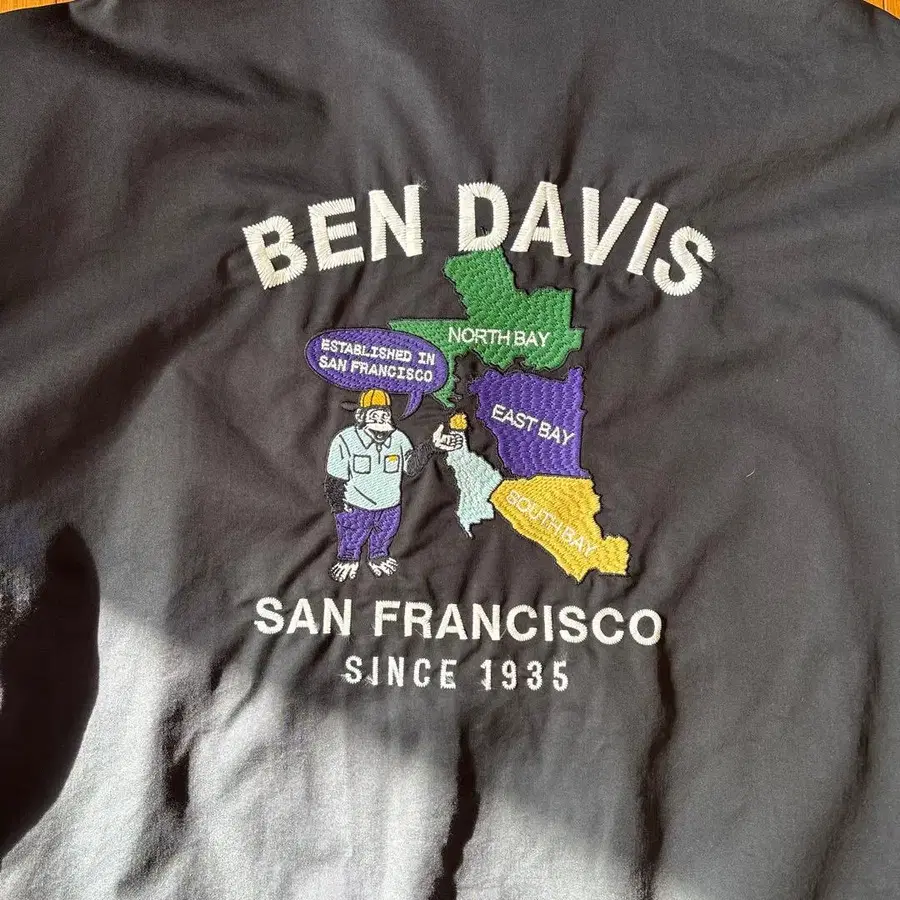 BEN DAVIS
NORTH BAY
ESTABLISHED IN
SAN FRANCISCO
EAST BAY
SOUTH BAY
SAN FRANCISCO
SINCE 1935